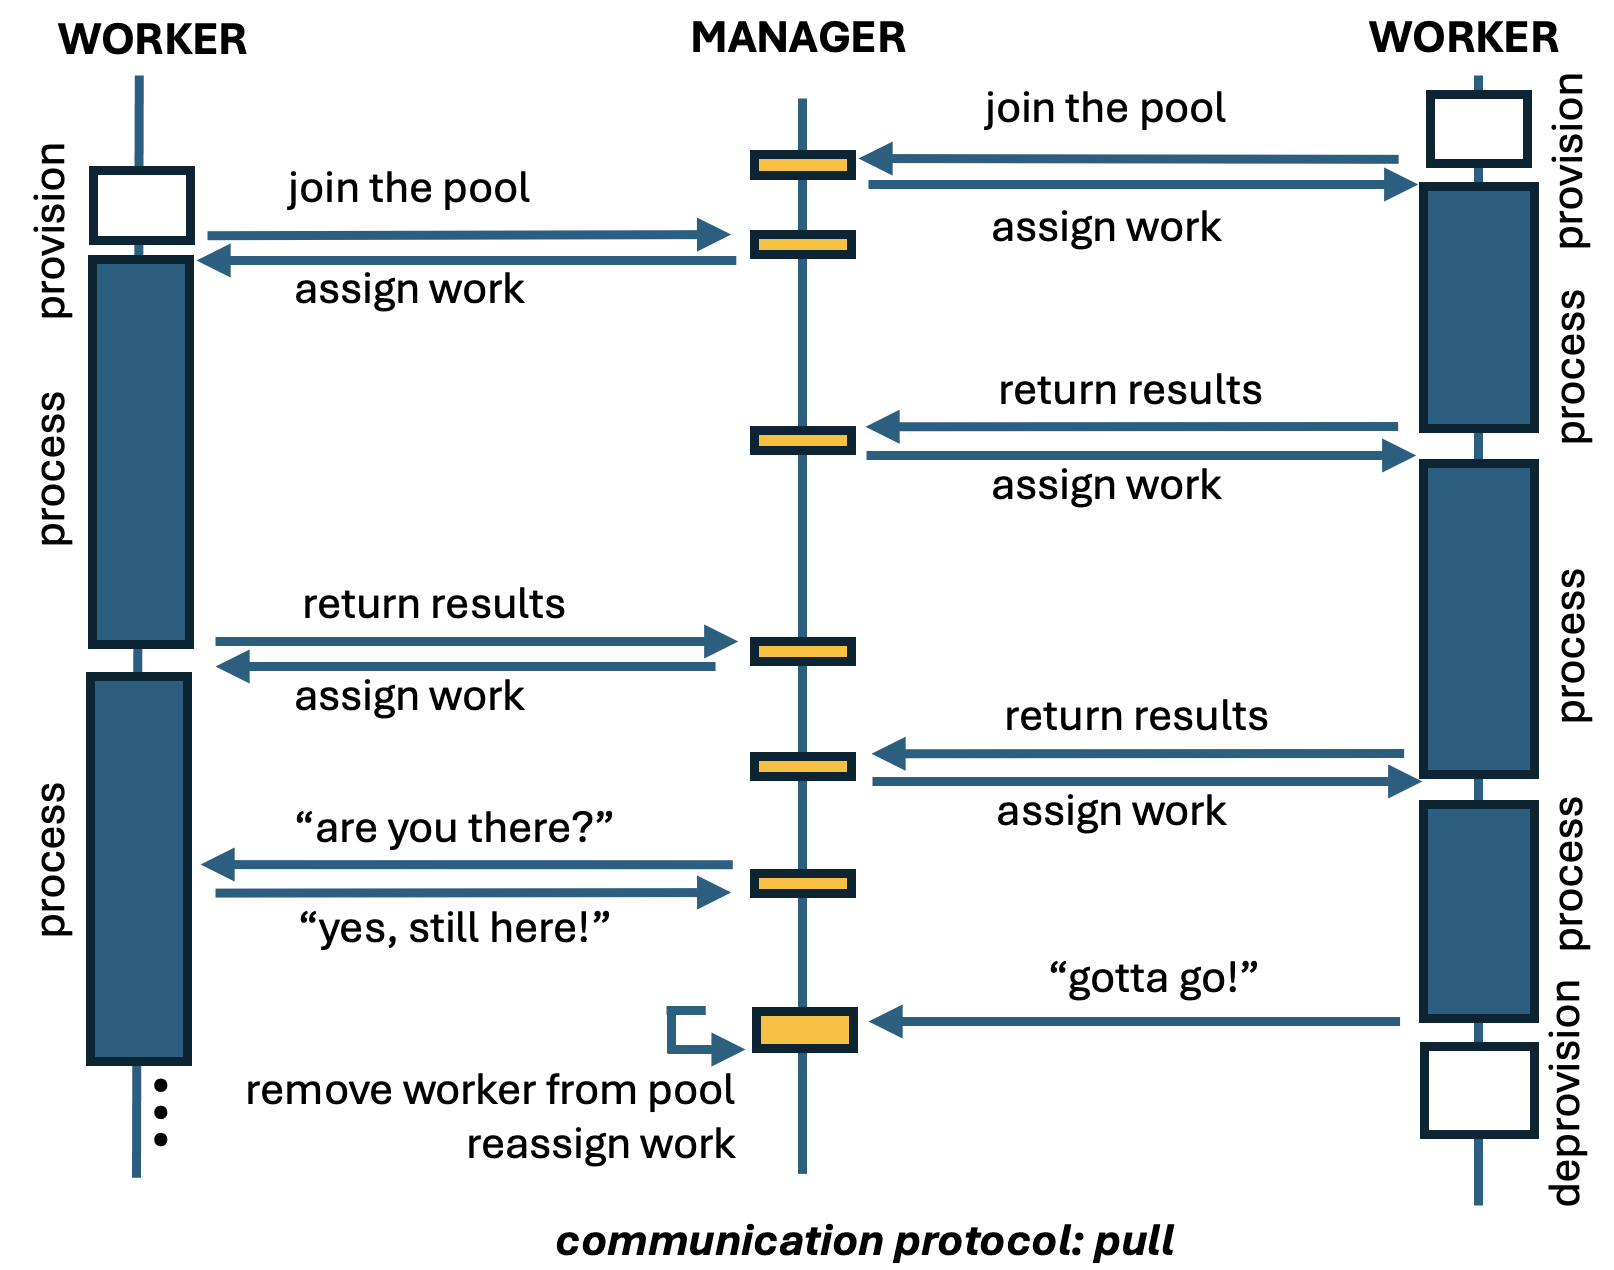 WORKER
MANAGER
WORKER
join the pool
provision
join the pool
provision
assign work
assign work
process
return results
process
assign work
return results
process
assign work
return results
assign work
process
“are you there?”
process
“yes, still here!”
“gotta go!”
deprovision
remove worker from pool
reassign work
communication protocol: pull